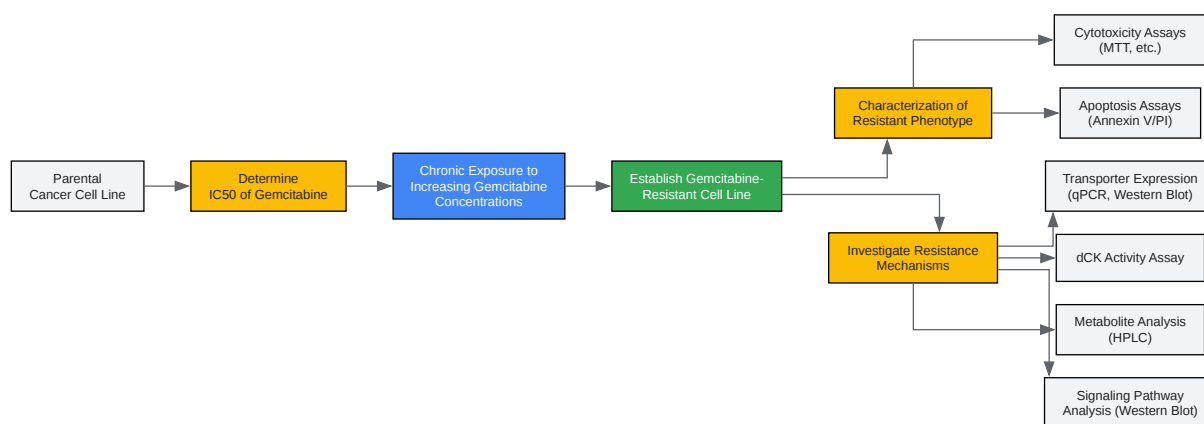 Parental
Cancer Cell Line
Determine
IC50 of Gemcitabine
Chronic Exposure to
Increasing Gemcitabine
Concentrations
Establish Gemcitabine-
Resistant Cell Line
Characterization of
Resistant Phenotype
Cytotoxicity Assays
(MTT, etc.)
Apoptosis Assays
(Annexin V/PI)
Investigate Resistance
Mechanisms
Transporter Expression
(qPCR, Western Blot)
dCK Activity Assay
Metabolite Analysis
(HPLC)
Signaling Pathway
Analysis (Western Blot)